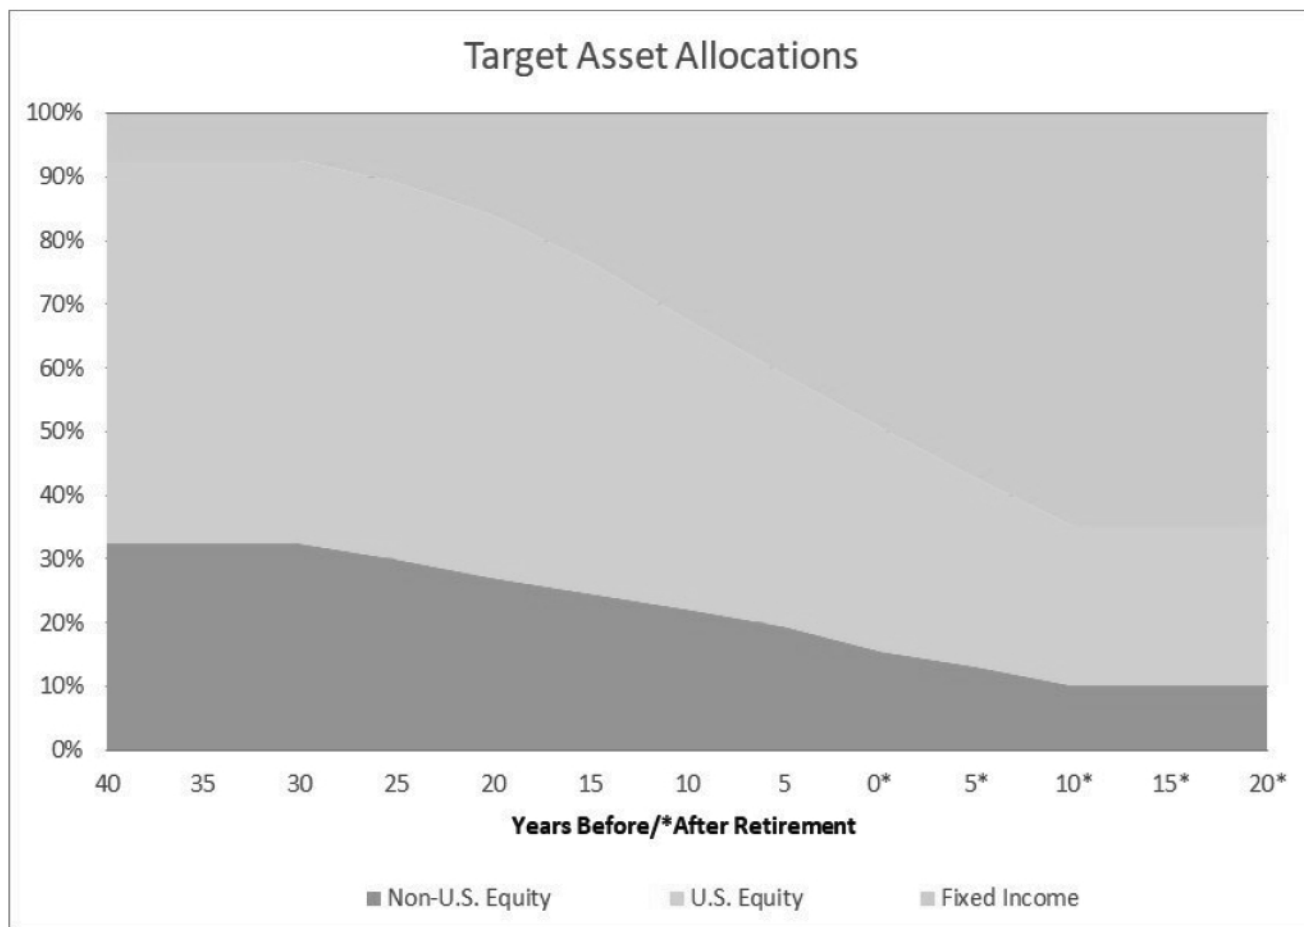 Target Asset Allocations
100%
90%
80%
70%
60%
50%
40%
30%
20%
10%
0%
40 35 30 25 20 15 10 5 0* 5* 10* 15* 20*
Years Before/*After Retirement
Non-U.S. Equity U.S. Equity Fixed Income